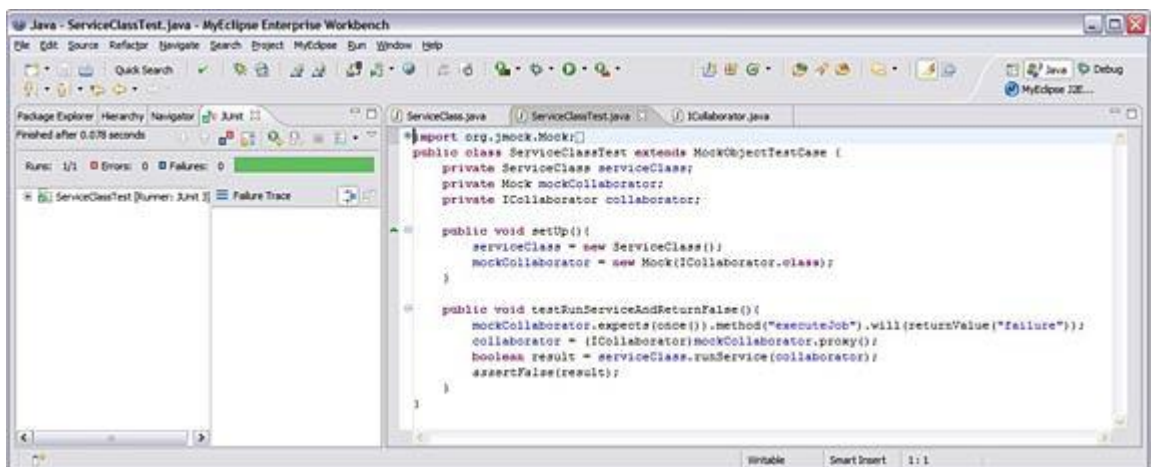 Java - ServiceClassTest.java - MyEclipse Enterprise Workbench
File Edit Source Refactor Navigate Search Project MyEclipse Run Window Help
Quick Search
Java Debug
MyEclipse J2E...
Package Explorer Hierarchy Navigator JUnit
ServiceClass.java ServiceClassTest.java ICollaborator.java
Finished after 0.078 seconds
Runs: 1/1 Errors: 0 Failures: 0
ServiceClassTest [Runner: JUnit 3] Failure Trace
import org.jmock.Mock;
public class ServiceClassTest extends MockObjectTestCase {
private ServiceClass serviceClass;
private Mock mockCollaborator;
private ICollaborator collaborator;
public void setUp(){
serviceClass = new ServiceClass();
mockCollaborator = new Mock(ICollaborator.class);
}
public void testRunServiceAndReturnFalse(){
mockCollaborator.expects(once()).method("executeJob").will(returnValue("failure"));
collaborator = (ICollaborator)mockCollaborator.proxy();
boolean result = serviceClass.runService(collaborator);
assertFalse(result);
}
}
Writable Smart Insert 1 : 1